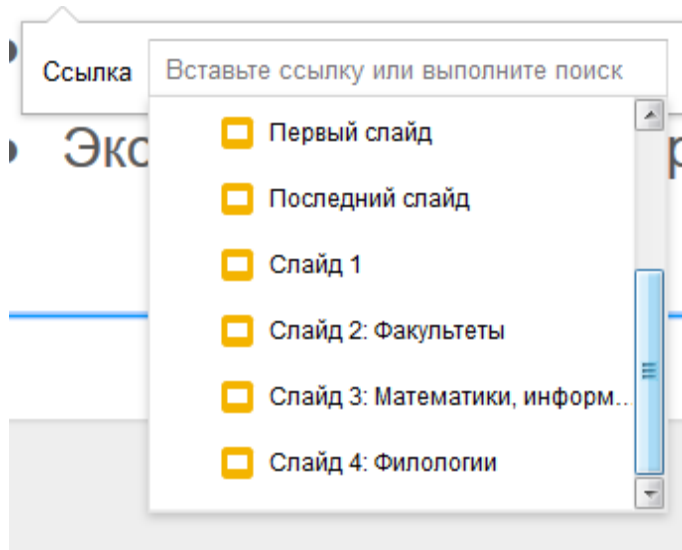 Ссылка Вставьте ссылку или выполните поиск
Первый слайд
Эко
Последний слайд
Слайд 1
Слайд 2: Факультеты
Слайд 3: Математики, информ...
Слайд 4: Филологии